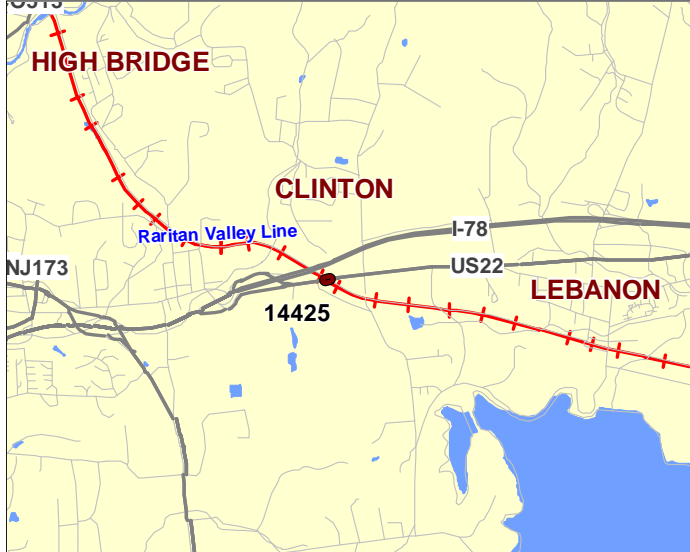 HIGH BRIDGE
CLINTON
Raritan Valley Line
I-78
NJ173
US22
LEBANON
14425